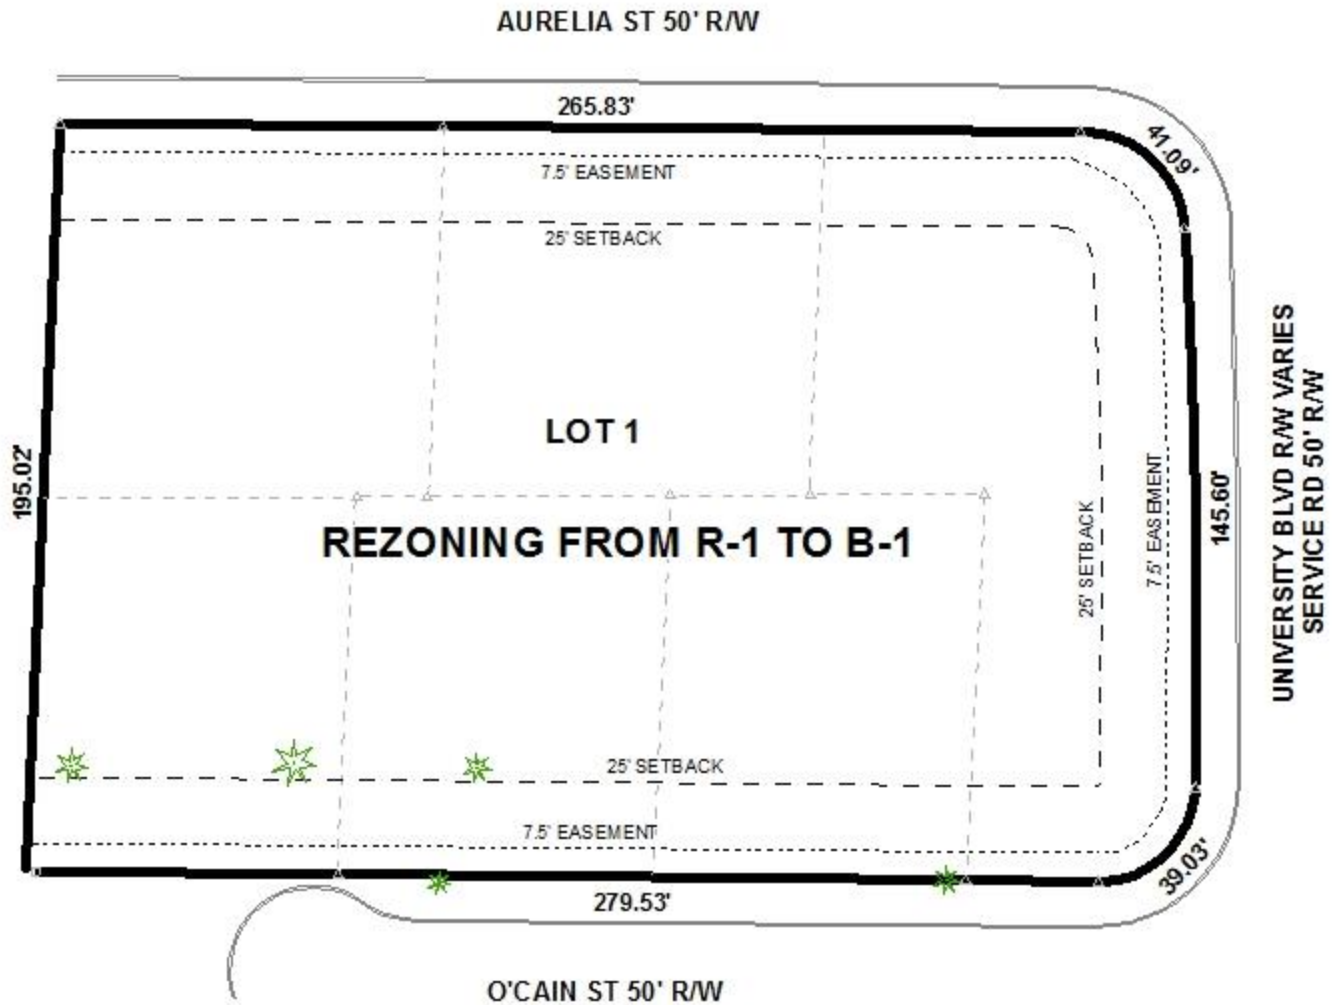 AURELIA ST 50' R/W
265.83'
41.09'
7.5' EASEMENT
25' SETBACK
LOT 1
195.02'
REZONING FROM R-1 TO B-1
25' SETBACK
7.5' EASEMENT
145.60'
UNIVERSITY BLVD R/W VARIES
SERVICE RD 50' R/W
25' SETBACK
7.5' EASEMENT
39.03'
279.53'
O'CAIN ST 50' R/W